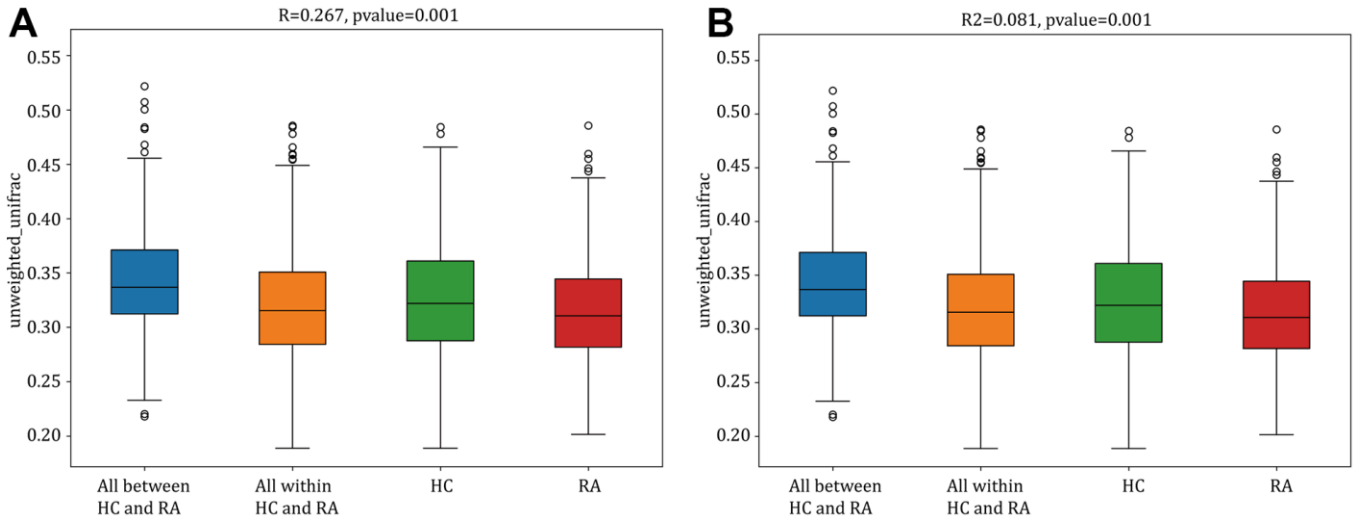 A
R=0.267, pvalue=0.001
unweighted_unifrac
0.55
0.50
0.45
0.40
0.35
0.30
0.25
0.20
All between
HC and RA
All within
HC and RA
HC
RA
B
R2=0.081, pvalue=0.001
unweighted_unifrac
0.55
0.50
0.45
0.40
0.35
0.30
0.25
0.20
All between
HC and RA
All within
HC and RA
HC
RA